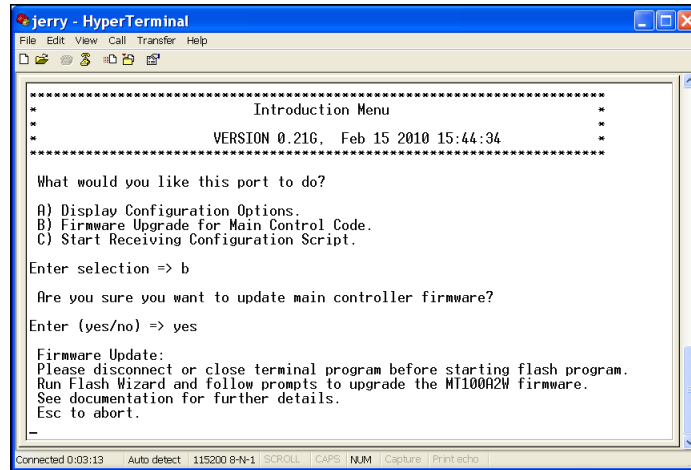 jerry - HyperTerminal
File Edit View Call Transfer Help
************************************************************************
* Introduction Menu *
* *
* VERSION 0.21G, Feb 15 2010 15:44:34 *
************************************************************************
What would you like this port to do?
A) Display Configuration Options.
B) Firmware Upgrade for Main Control Code.
C) Start Receiving Configuration Script.
Enter selection => b
Are you sure you want to update main controller firmware?
Enter (yes/no) => yes
Firmware Update:
Please disconnect or close terminal program before starting flash program.
Run Flash Wizard and follow prompts to upgrade the MT100A2W firmware.
See documentation for further details.
Esc to abort.
_
Connected 0:03:13 Auto detect 115200 8-N-1 SCROLL CAPS NUM Capture Print echo